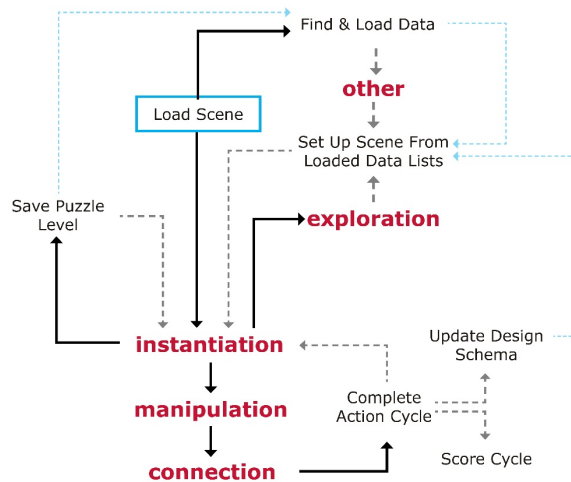 Find & Load Data
other
Load Scene
Set Up Scene From
Loaded Data Lists
Save Puzzle
Level
exploration
instantiation
Update Design
Schema
manipulation
Complete
Action Cycle
Score Cycle
connection